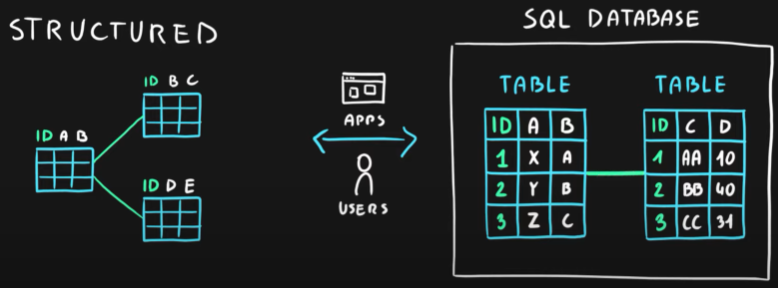 STRUCTURED
ID B C
ID A B
ID D E
APPS
USERS
SQL DATABASE
TABLE
ID A B
1 X A
2 Y B
3 Z C
TABLE
ID C D
1 AA 10
2 BB 40
3 CC 31